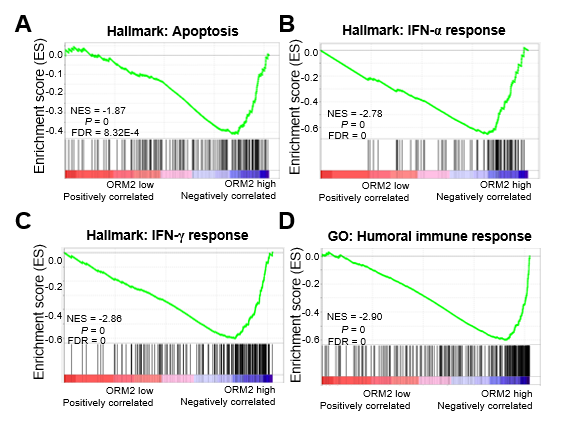 A
Hallmark: Apoptosis
Enrichment score (ES)
0.0
-0.1
-0.2
-0.3
-0.4
NES = -1.87
P = 0
FDR = 8.32E-4
ORM2 low
ORM2 high
Positively correlated
Negatively correlated
B
Hallmark: IFN-α response
Enrichment score (ES)
0.0
-0.2
-0.4
-0.6
NES = -2.78
P = 0
FDR = 0
ORM2 low
ORM2 high
Positively correlated
Negatively correlated
C
Hallmark: IFN-γ response
Enrichment score (ES)
0.0
-0.2
-0.4
-0.6
NES = -2.86
P = 0
FDR = 0
ORM2 low
ORM2 high
Positively correlated
Negatively correlated
D
GO: Humoral immune response
Enrichment score (ES)
0.0
-0.2
-0.4
-0.6
NES = -2.90
P = 0
FDR = 0
ORM2 low
ORM2 high
Positively correlated
Negatively correlated